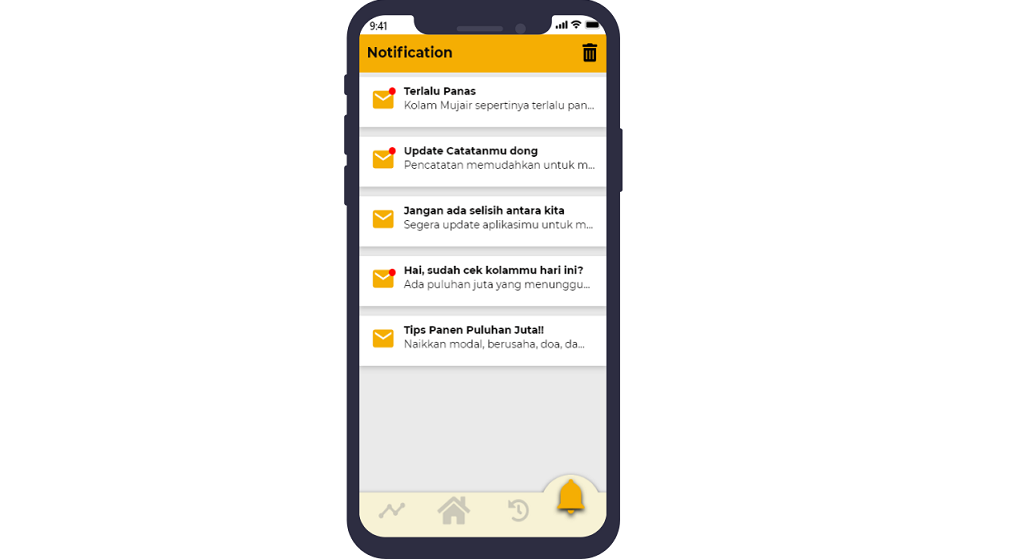 9:41
Notification
Terlalu Panas
Kolam Mujair sepertinya terlalu pan...
Update Catatanmu dong
Pencatatan memudahkan untuk m...
Jangan ada selisih antara kita
Segera update aplikasimu untuk m...
Hai, sudah cek kolammu hari ini?
Ada puluhan juta yang menunggu...
Tips Panen Puluhan Juta!!
Naikkan modal, berusaha, doa, da...